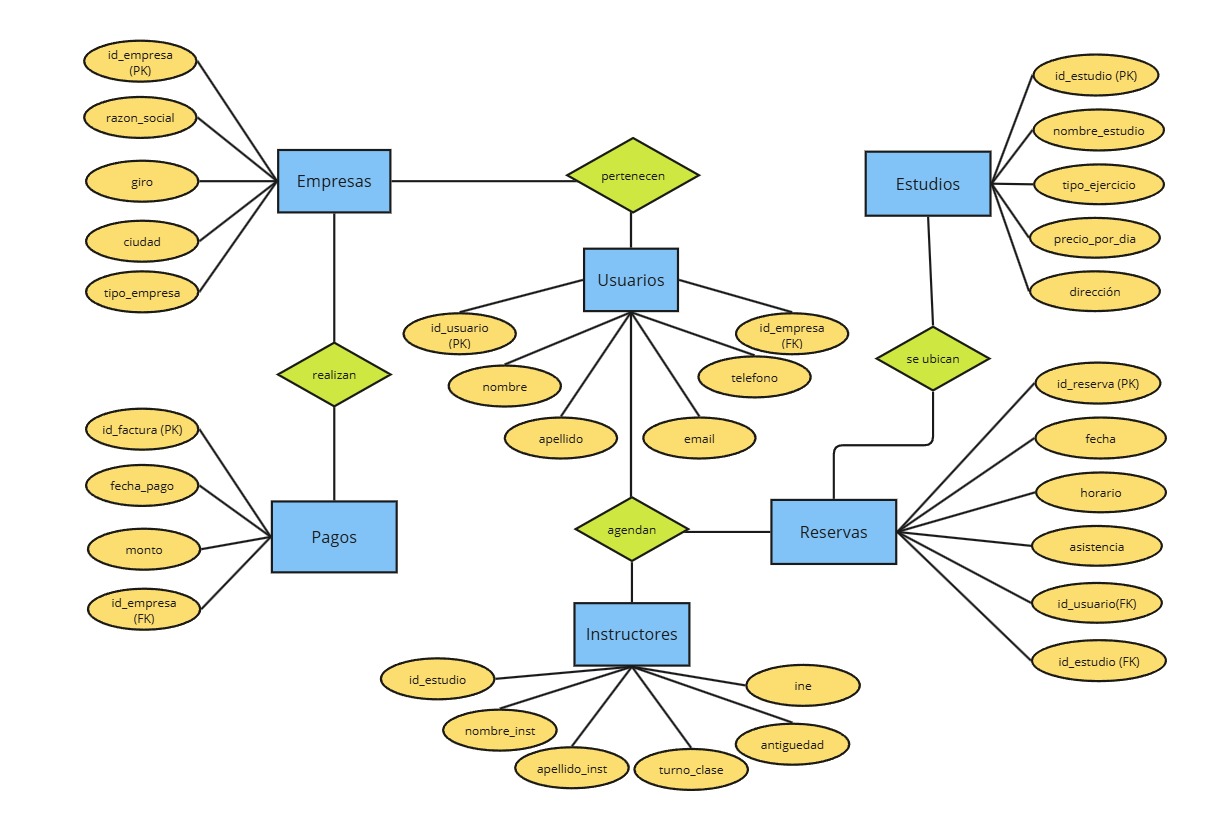 id_empresa
(PK)
razon_social
giro
ciudad
tipo_empresa
Empresas
pertenecen
Estudios
id_estudio (PK)
nombre_estudio
tipo_ejercicio
precio_por_dia
dirección
Usuarios
id_usuario
(PK)
nombre
apellido
email
telefono
id_empresa
(FK)
realizan
se ubican
id_factura (PK)
fecha_pago
monto
id_empresa
(FK)
Pagos
agendan
Reservas
id_reserva (PK)
fecha
horario
asistencia
id_usuario(FK)
id_estudio (FK)
Instructores
id_estudio
nombre_inst
apellido_inst
turno_clase
antiguedad
ine